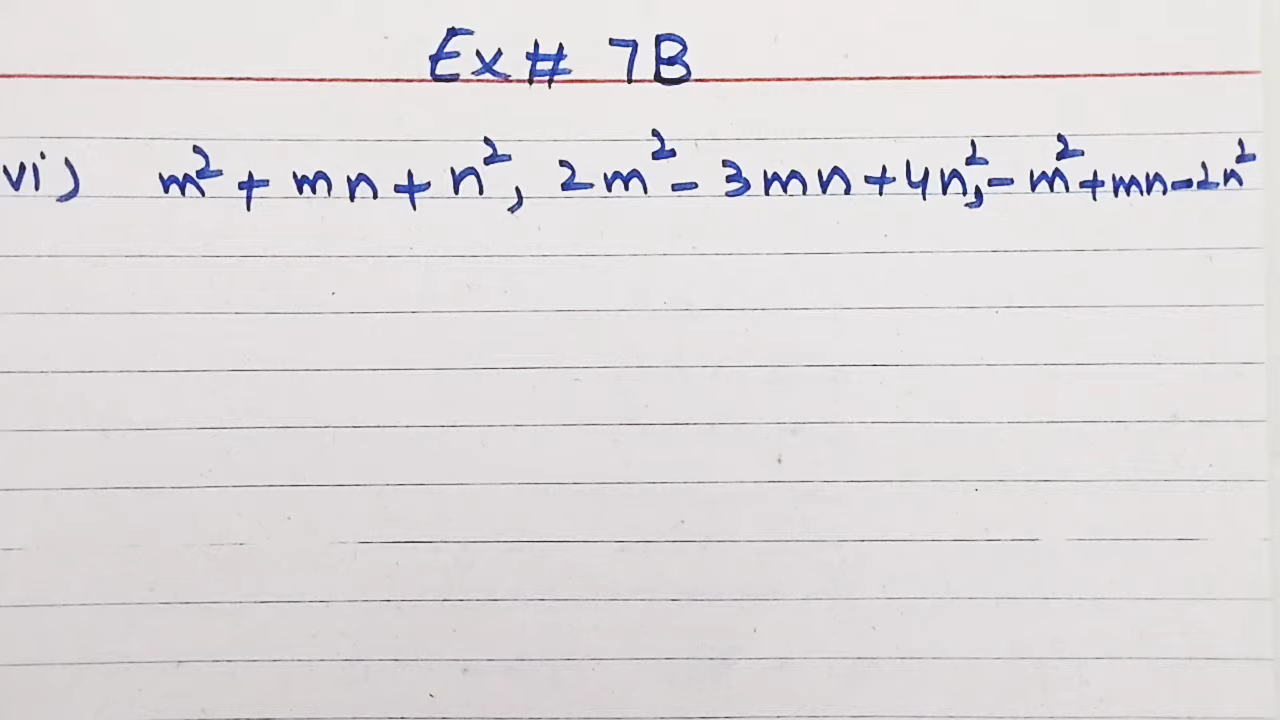 Ex # 7B
vi) m² + mn + n², 2m² - 3mn + 4n², - m² + mn - 2n²